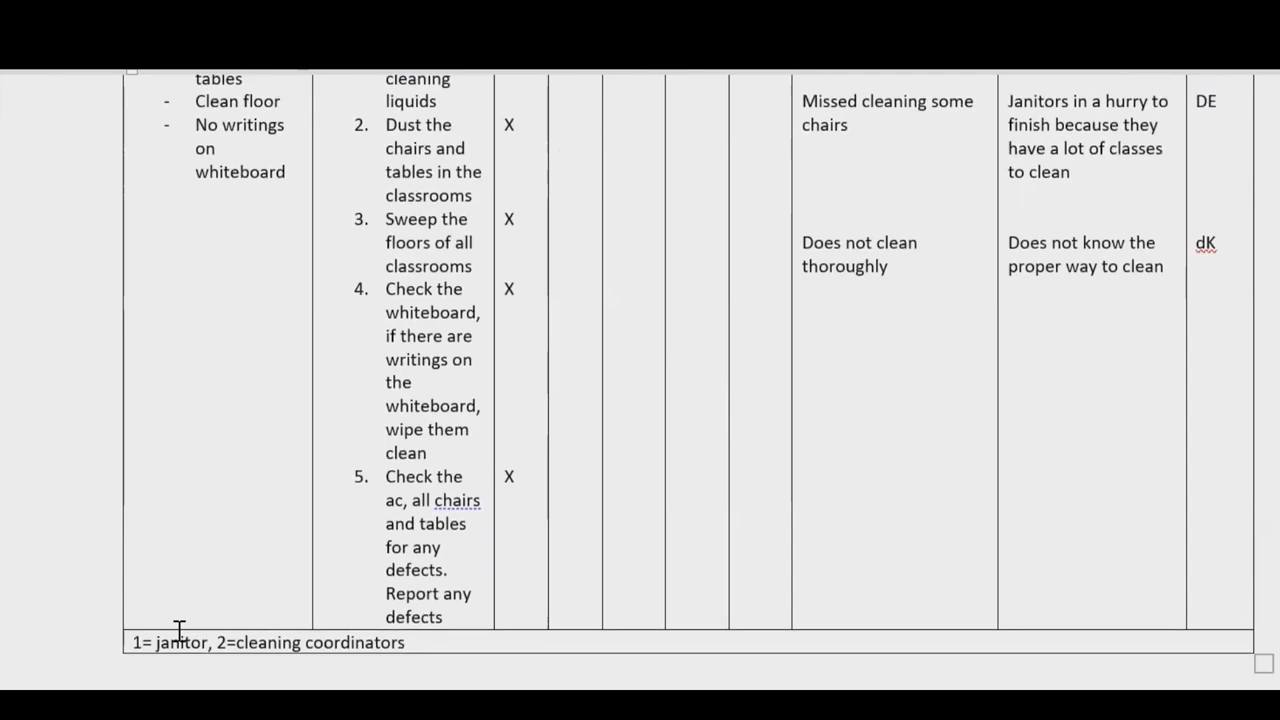 tables
- Clean floor
- No writings
on
whiteboard
cleaning
liquids
2. Dust the
chairs and
tables in the
classrooms
3. Sweep the
floors of all
classrooms
4. Check the
whiteboard,
if there are
writings on
the
whiteboard,
wipe them
clean
5. Check the
ac, all chairs
and tables
for any
defects.
Report any
defects
X
X
X
X
Missed cleaning some
chairs
Does not clean
thoroughly
Janitors in a hurry to
finish because they
have a lot of classes
to clean
Does not know the
proper way to clean
DE
dK
1= janitor, 2=cleaning coordinators